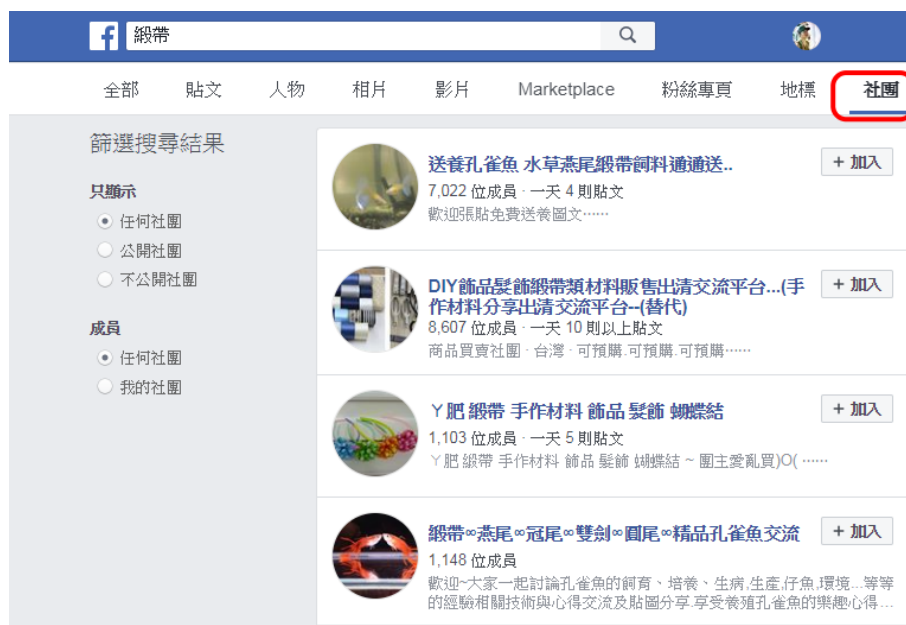 緞帶
全部 貼文 人物 相片 影片 Marketplace 粉絲專頁 地標 社團
篩選搜尋結果
只顯示
任何社團
公開社團
不公開社團
成員
任何社團
我的社團
送養孔雀魚 水草燕尾緞帶飼料通通送..
+ 加入
7,022 位成員 · 一天 4 則貼文
歡迎張貼免費送養圖文……
DIY飾品髮飾緞帶類材料販售出清交流平台...(手
作材料分享出清交流平台--(替代)
+ 加入
8,607 位成員 · 一天 10 則以上貼文
商品買賣社團 · 台灣 · 可預購.可預購.可預購……
ㄚ肥 緞帶 手作材料 飾品 髮飾 蝴蝶結
+ 加入
1,103 位成員 · 一天 5 則貼文
ㄚ肥 緞帶 手作材料 飾品 髮飾 蝴蝶結 ~ 團主愛亂買)O( ……
緞帶∞燕尾∞冠尾∞雙劍∞圓尾∞精品孔雀魚交流
+ 加入
1,148 位成員
歡迎~大家一起討論孔雀魚的飼育、培養、生病,生產,仔魚,環境...等等
的經驗相關技術與心得交流及貼圖分享.享受養殖孔雀魚的樂趣心得...